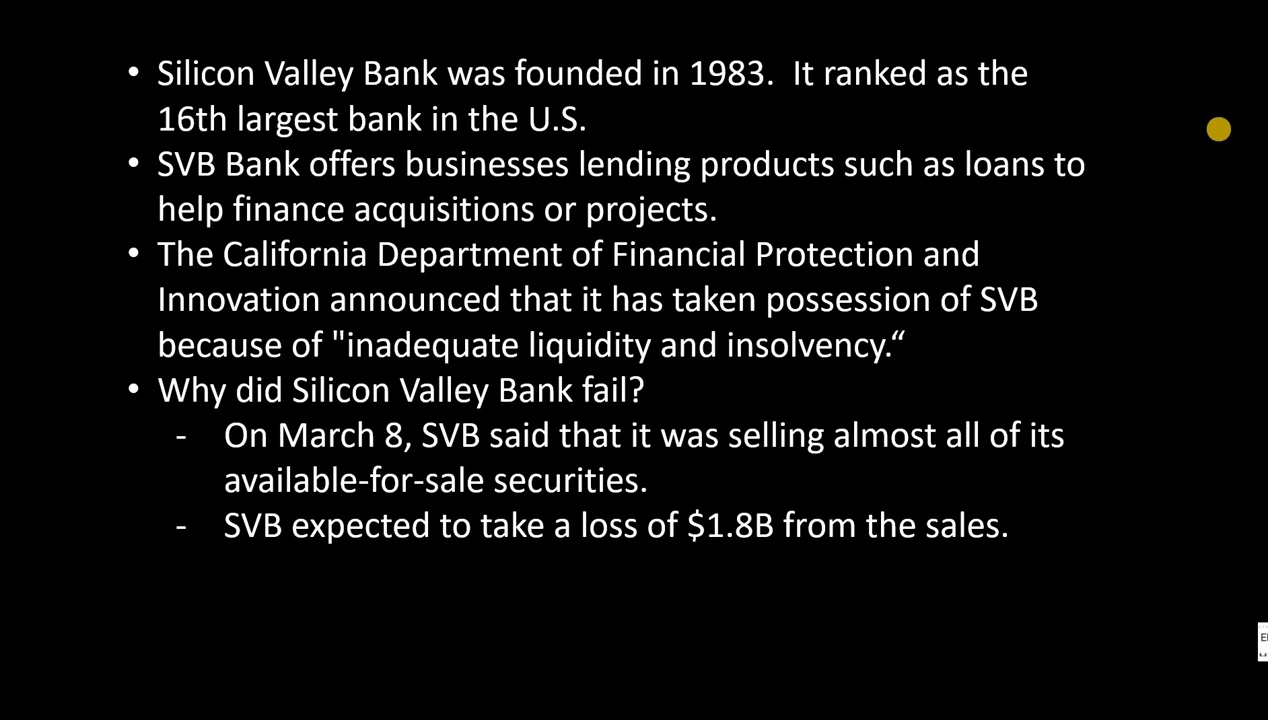 • Silicon Valley Bank was founded in 1983.  It ranked as the
16th largest bank in the U.S.
• SVB Bank offers businesses lending products such as loans to
help finance acquisitions or projects.
• The California Department of Financial Protection and
Innovation announced that it has taken possession of SVB
because of "inadequate liquidity and insolvency.“
• Why did Silicon Valley Bank fail?
- On March 8, SVB said that it was selling almost all of its
available-for-sale securities.
- SVB expected to take a loss of $1.8B from the sales.